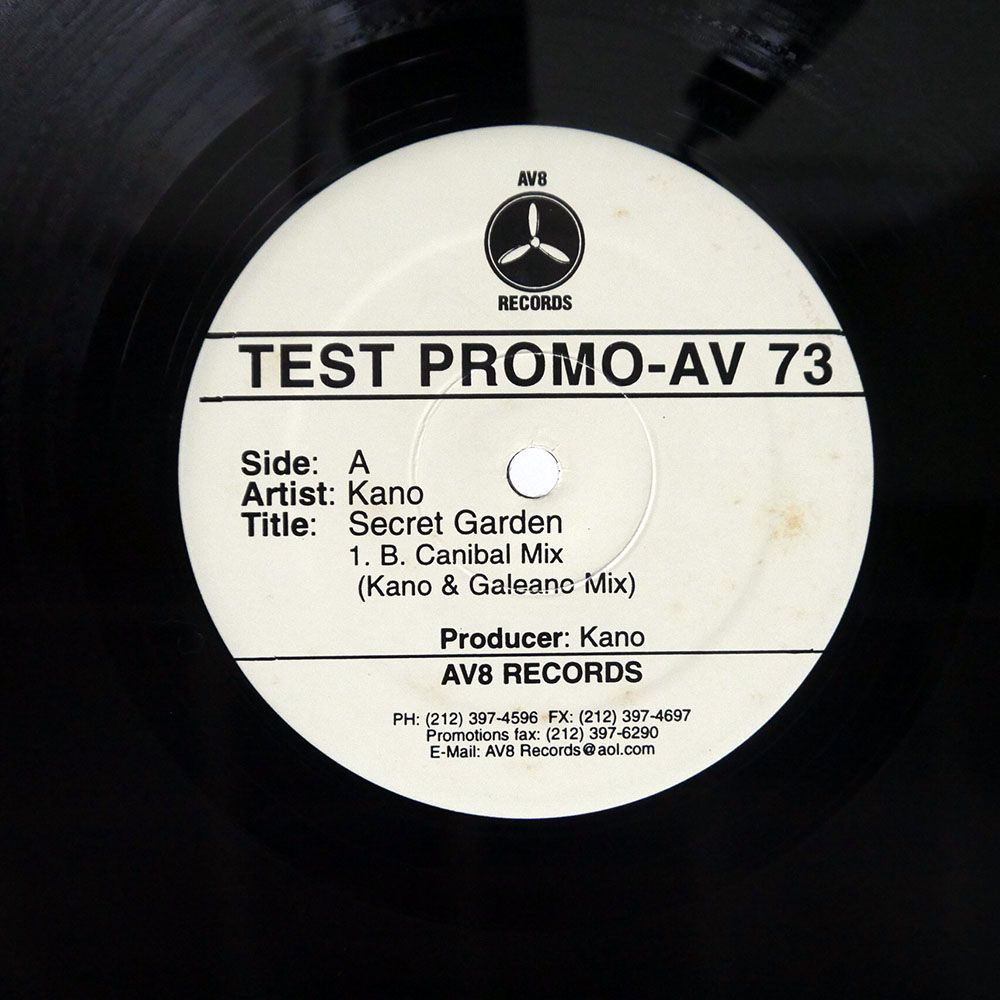 AV8
RECORDS
TEST PROMO-AV 73
Side: A
Artist: Kano
Title: Secret Garden
1. B. Canibal Mix
(Kano & Galeano Mix)
Producer: Kano
AV8 RECORDS
PH: (212) 397-4596 FX: (212) 397-4697
Promotions fax: (212) 397-6290
E-Mail: AV8 Records@aol.com